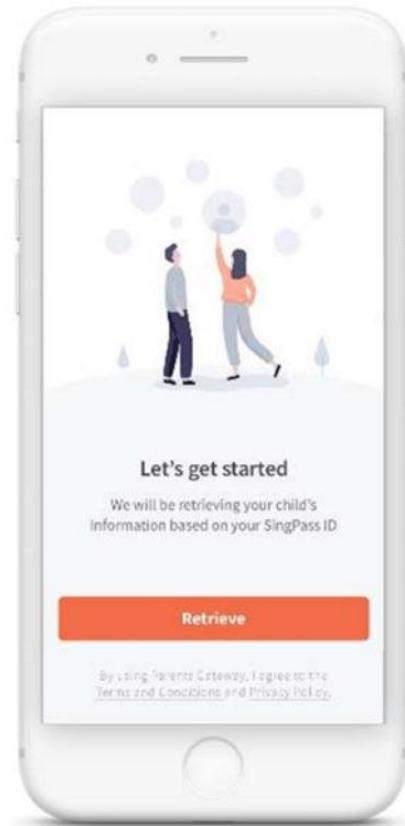 Let's get started
We will be retrieving your child's
information based on your SingPass ID
Retrieve
By using Parents Gateway, I agree to the
Terms and Conditions and Privacy Policy.